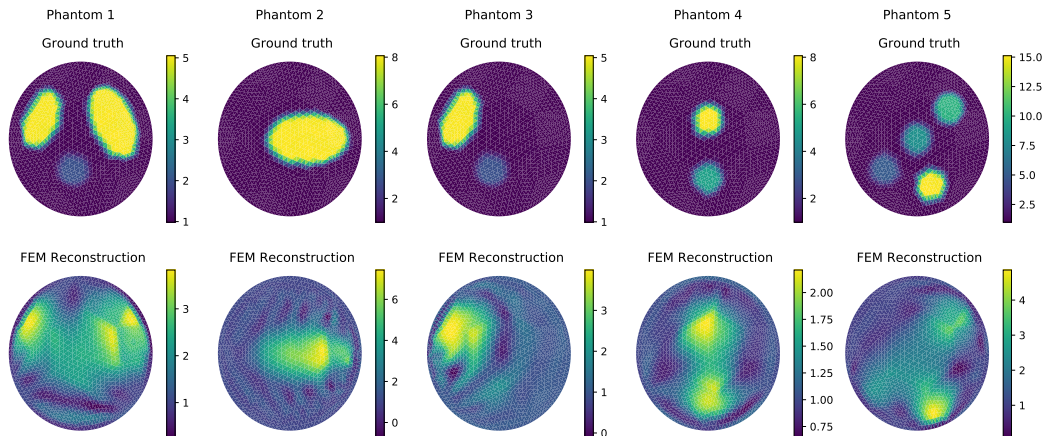 Phantom 1 Phantom 2 Phantom 3 Phantom 4 Phantom 5
Ground truth Ground truth Ground truth Ground truth Ground truth
5 4 3 2 1
8 6 4 2
5 4 3 2 1
8 6 4 2
15.0 12.5 10.0 7.5 5.0 2.5
FEM Reconstruction FEM Reconstruction FEM Reconstruction FEM Reconstruction FEM Reconstruction
3 2 1
6 4 2 0
3 2 1 0
2.00 1.75 1.50 1.25 1.00 0.75
4 3 2 1